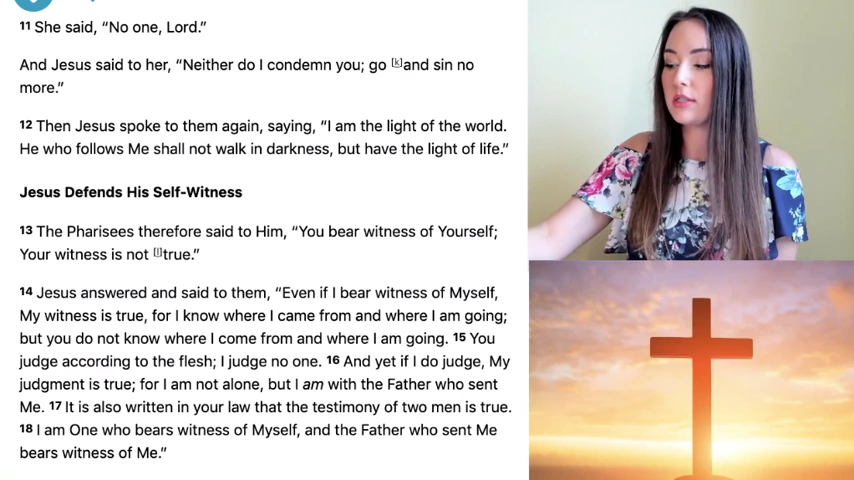 11 She said, “No one, Lord.”
And Jesus said to her, “Neither do I condemn you; go [k]and sin no
more.”
12 Then Jesus spoke to them again, saying, “I am the light of the world.
He who follows Me shall not walk in darkness, but have the light of life.”
Jesus Defends His Self-Witness
13 The Pharisees therefore said to Him, “You bear witness of Yourself;
Your witness is not [l]true.”
14 Jesus answered and said to them, “Even if I bear witness of Myself,
My witness is true, for I know where I came from and where I am going;
but you do not know where I come from and where I am going. 15 You
judge according to the flesh; I judge no one. 16 And yet if I do judge, My
judgment is true; for I am not alone, but I am with the Father who sent
Me. 17 It is also written in your law that the testimony of two men is true.
18 I am One who bears witness of Myself, and the Father who sent Me
bears witness of Me.”